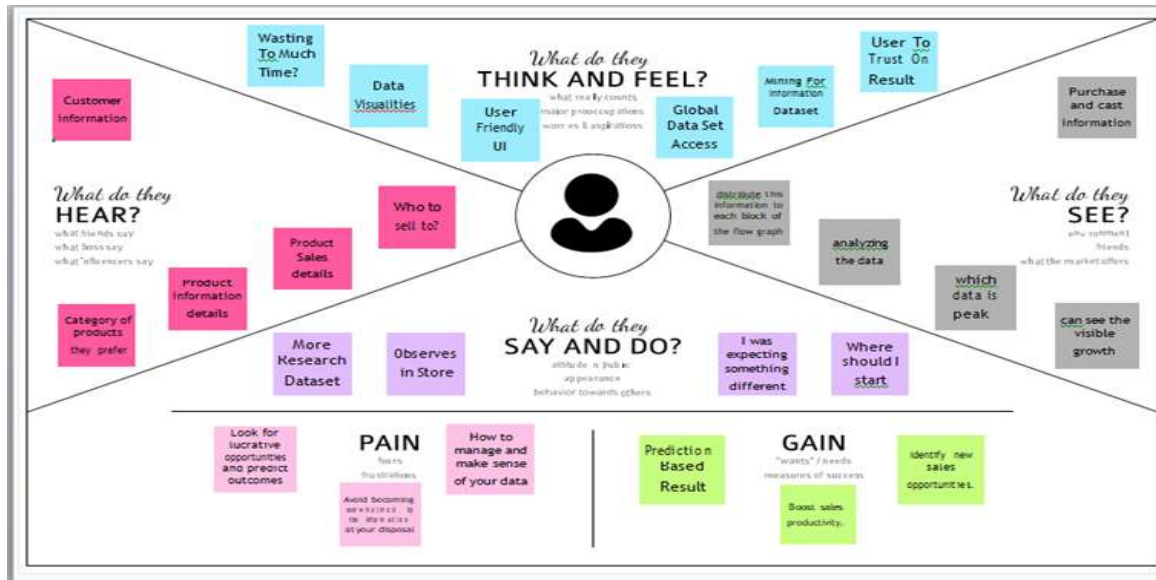 What do they
THINK AND FEEL?
what really counts
major preoccupations
worries & aspirations
Wasting
To Much
Time?
Data
Visualities
User
Friendly
UI
Global
Data Set
Access
Mining For
Information
Dataset
User To
Trust On
Result
What do they
HEAR?
what friends say
what boss say
what influencers say
Customer
Information
Who to
sell to?
Product
Sales
details
Product
Information
details
Category of
products
they prefer
What do they
SEE?
environment
friends
what the market offers
Purchase
and cast
information
distribute this
information to
each block of
the flow graph
analyzing
the data
which
data is
peak
can see the
visible
growth
What do they
SAY AND DO?
attitude in public
appearance
behavior towards others
More
Research
Dataset
Observes
in Store
I was
expecting
something
different
Where
should I
start
PAIN
fears
frustrations
Look for
lucrative
opportunities
and predict
outcomes
How to
manage and
make sense
of your data
Avoid becoming
overwhelmed by
the information
at your disposal
GAIN
"wants" / needs
measures of success
Prediction
Based
Result
Boost sales
productivity.
Identify new
sales
opportunities.